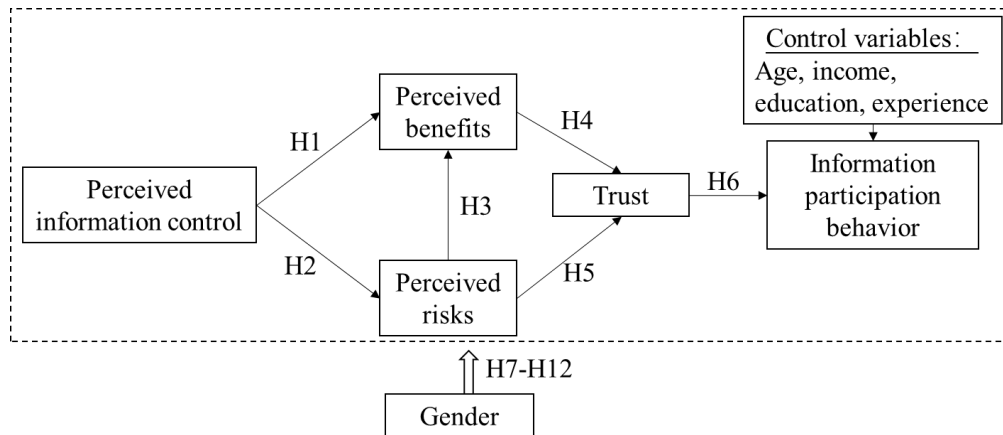 Control variables:
Age, income,
education, experience
Perceived
benefits
H1
H4
Perceived
information control
H3
Trust
H6
Information
participation
behavior
H2
H5
Perceived
risks
H7-H12
Gender